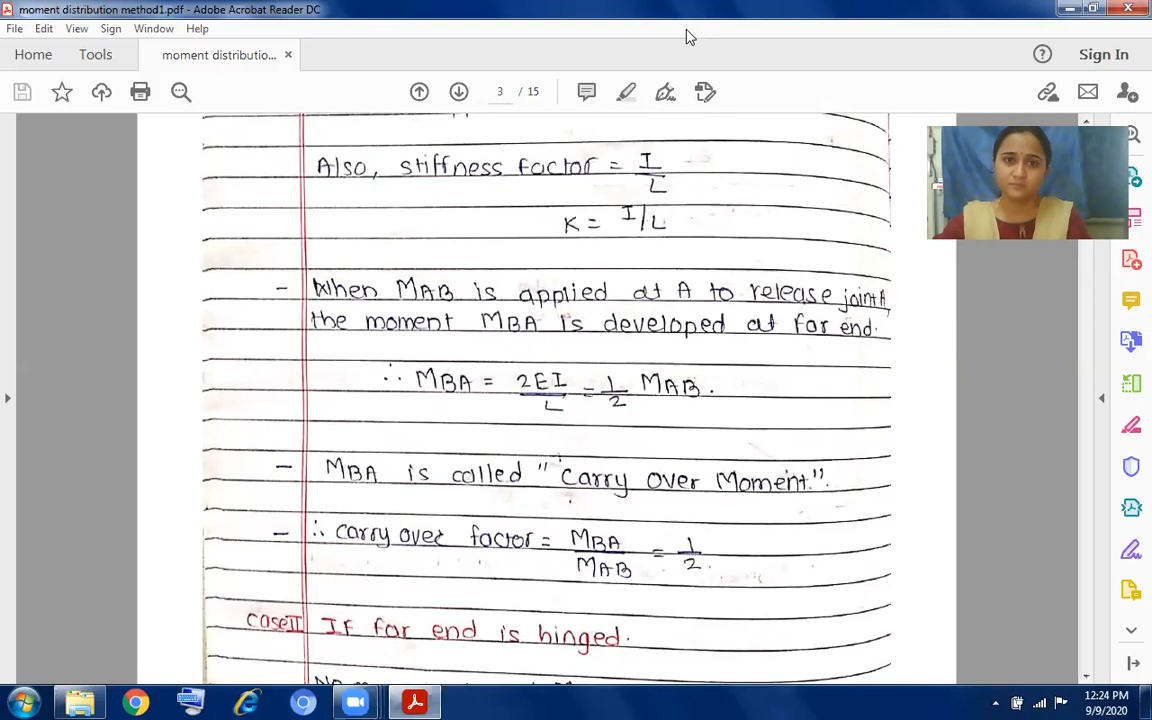 moment distribution method1.pdf - Adobe Acrobat Reader DC
File Edit View Sign Window Help
Home Tools moment distributio... × Sign In
3 / 15
Also, stiffness factor = I/L
K = I/L
- When MAB is applied at A to release joint A,
the moment MBA is developed at far end.
∴ MBA = 2EI/L = 1/2 MAB.
- MBA is called "Carry over Moment."
- ∴ carry over factor = MBA/MAB = 1/2.
Case II If far end is hinged.
12:24 PM
9/9/2020